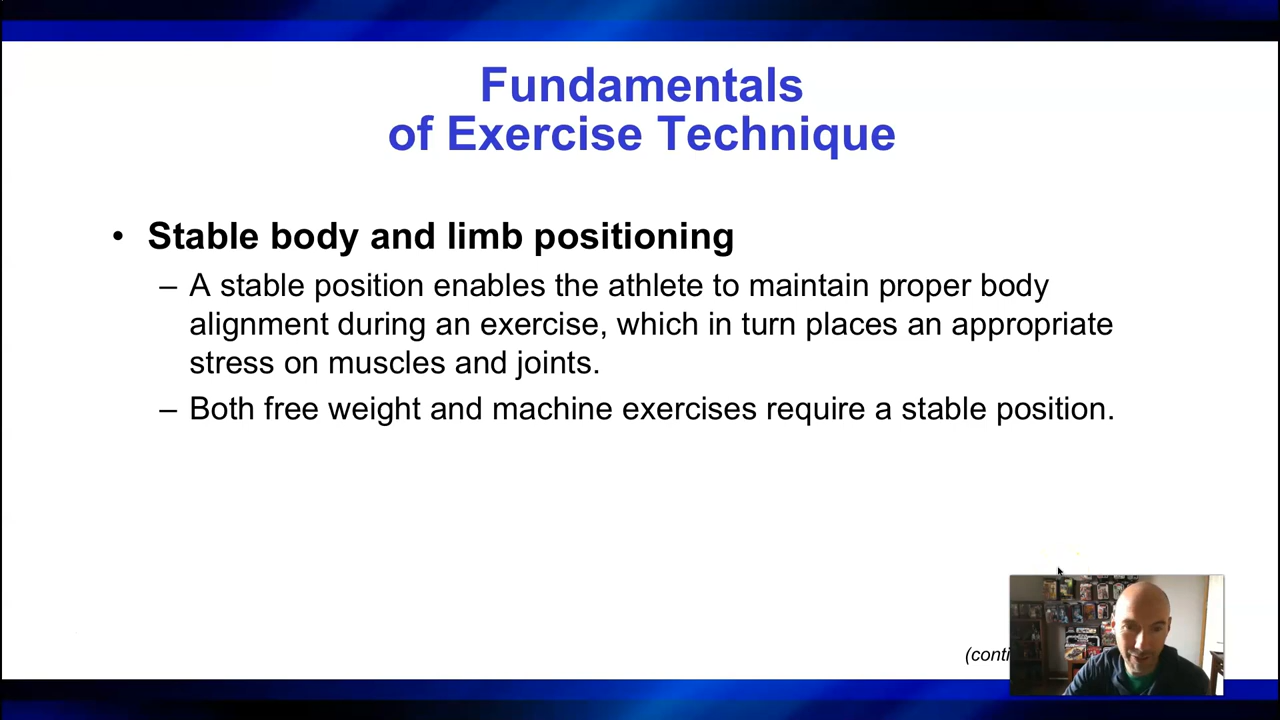 Fundamentals
of Exercise Technique
• Stable body and limb positioning
– A stable position enables the athlete to maintain proper body
alignment during an exercise, which in turn places an appropriate
stress on muscles and joints.
– Both free weight and machine exercises require a stable position.